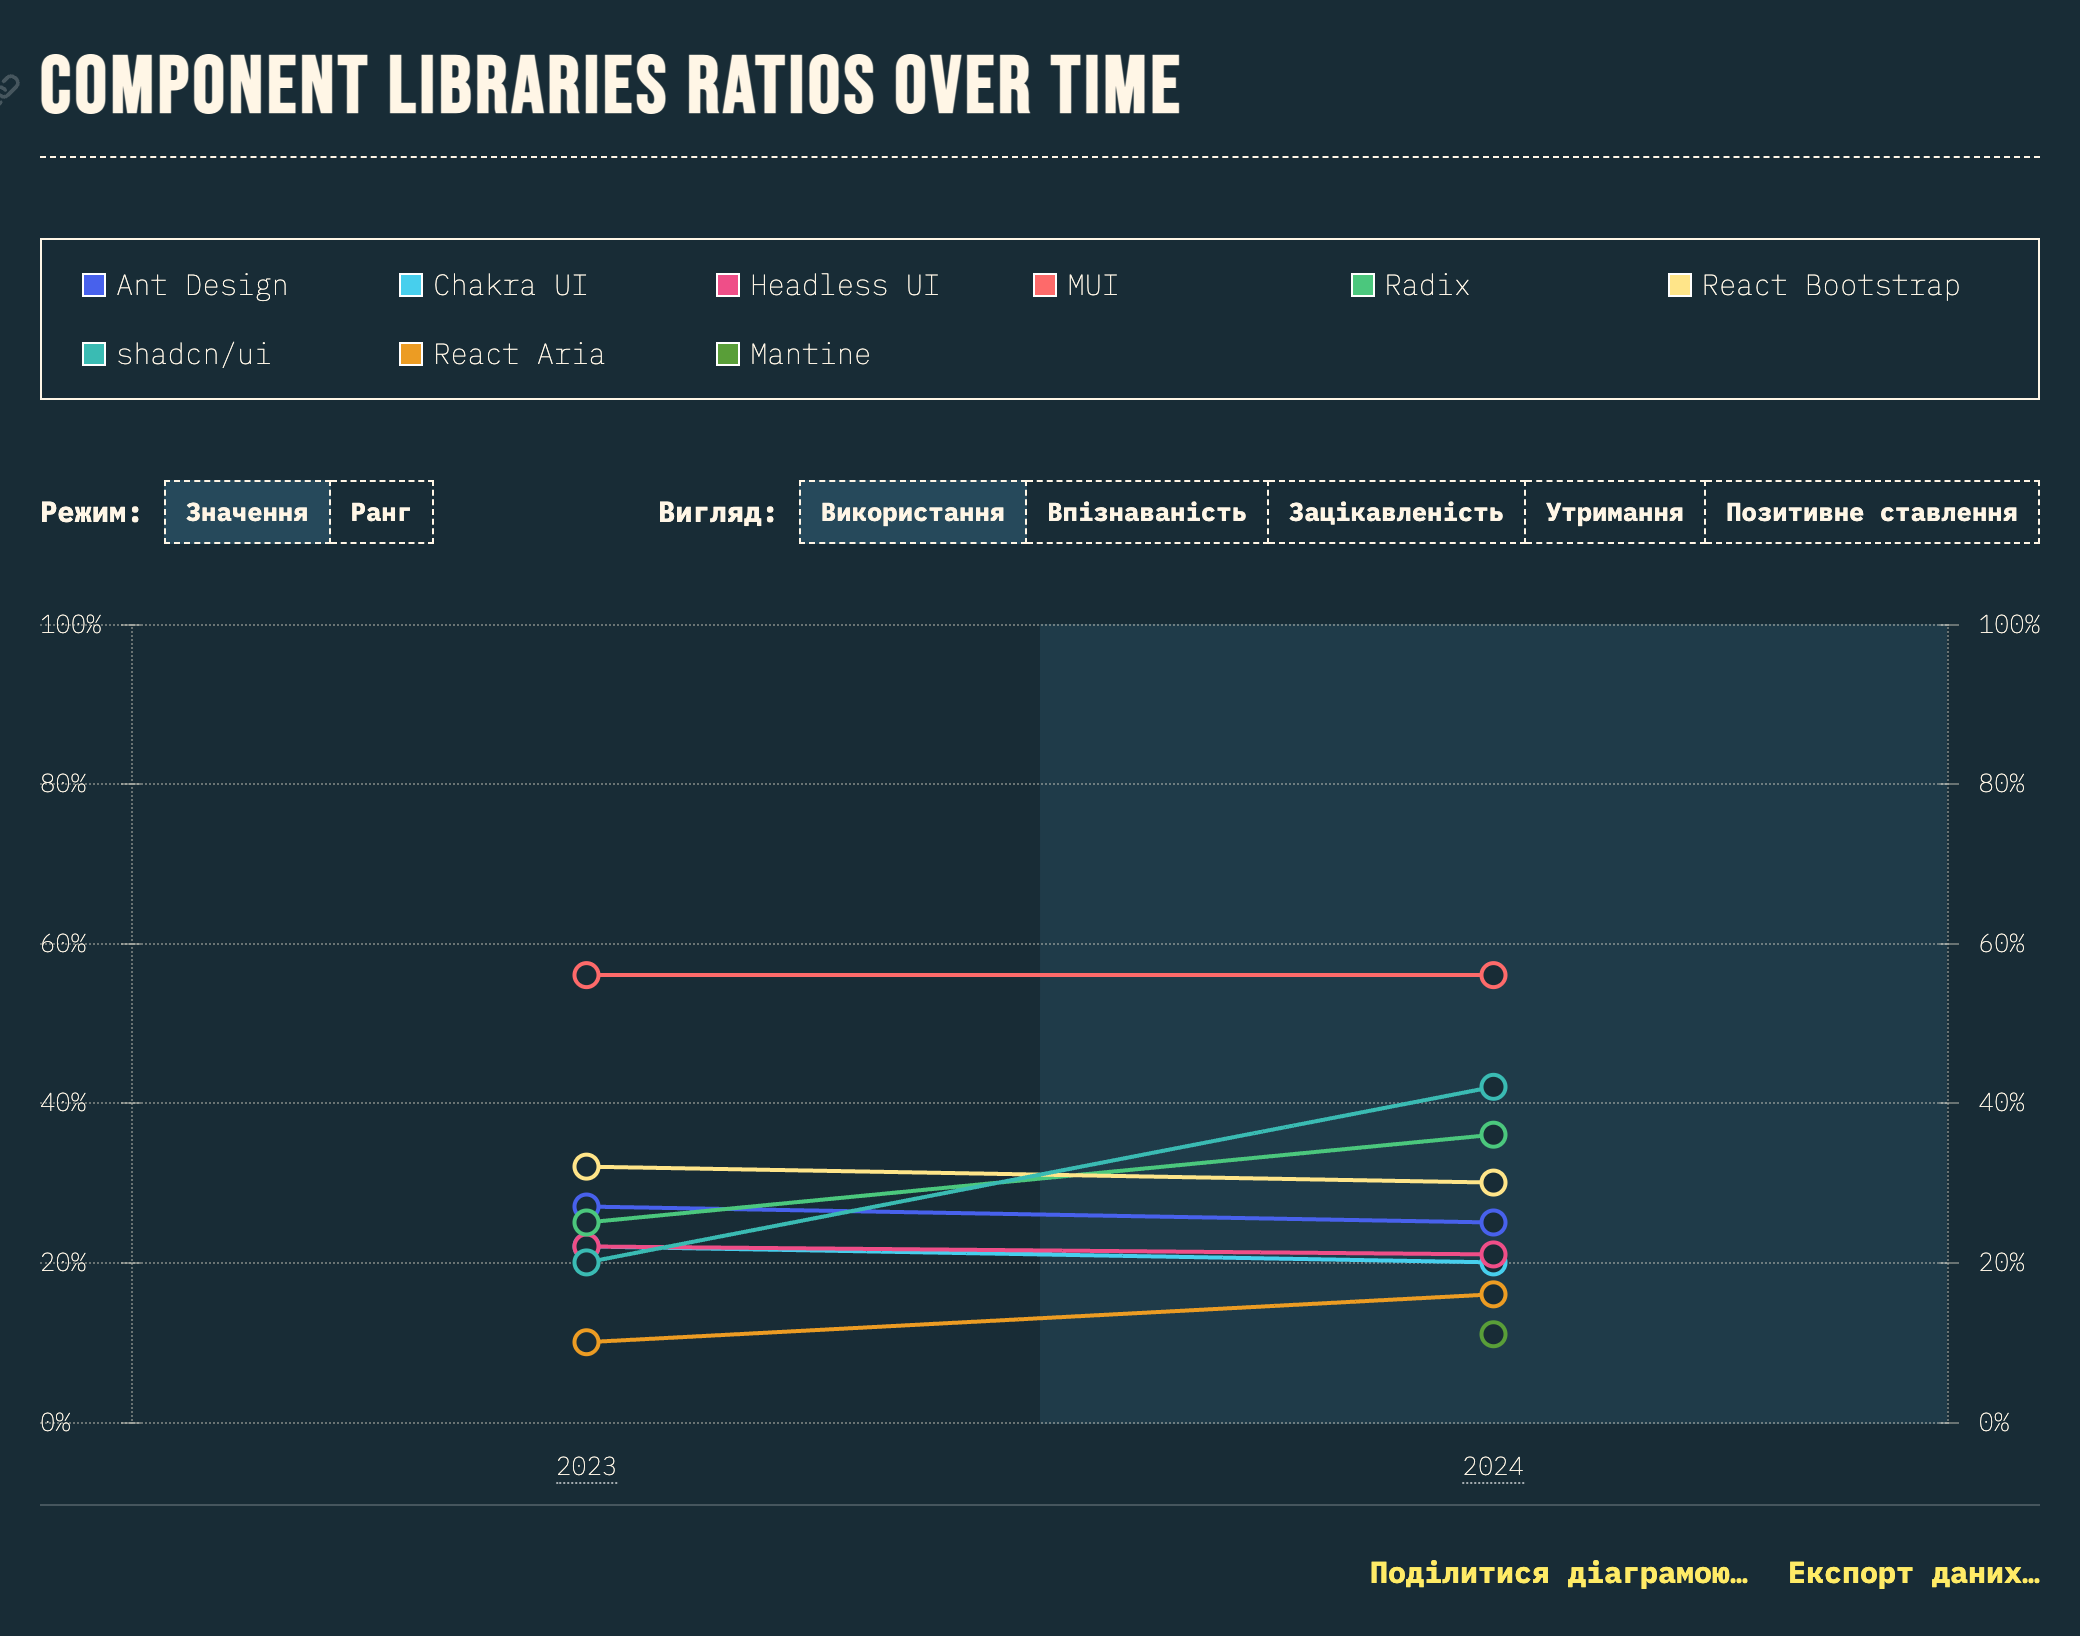 COMPONENT LIBRARIES RATIOS OVER TIME
Ant Design Chakra UI Headless UI MUI Radix React Bootstrap
shadcn/ui React Aria Mantine
Режим: Значення Ранг Вигляд: Використання Впізнаваність Зацікавленість Утримання Позитивне ставлення
100% 100%
80% 80%
60% 60%
40% 40%
20% 20%
0% 0%
2023 2024
Поділитися діаграмою… Експорт даних…